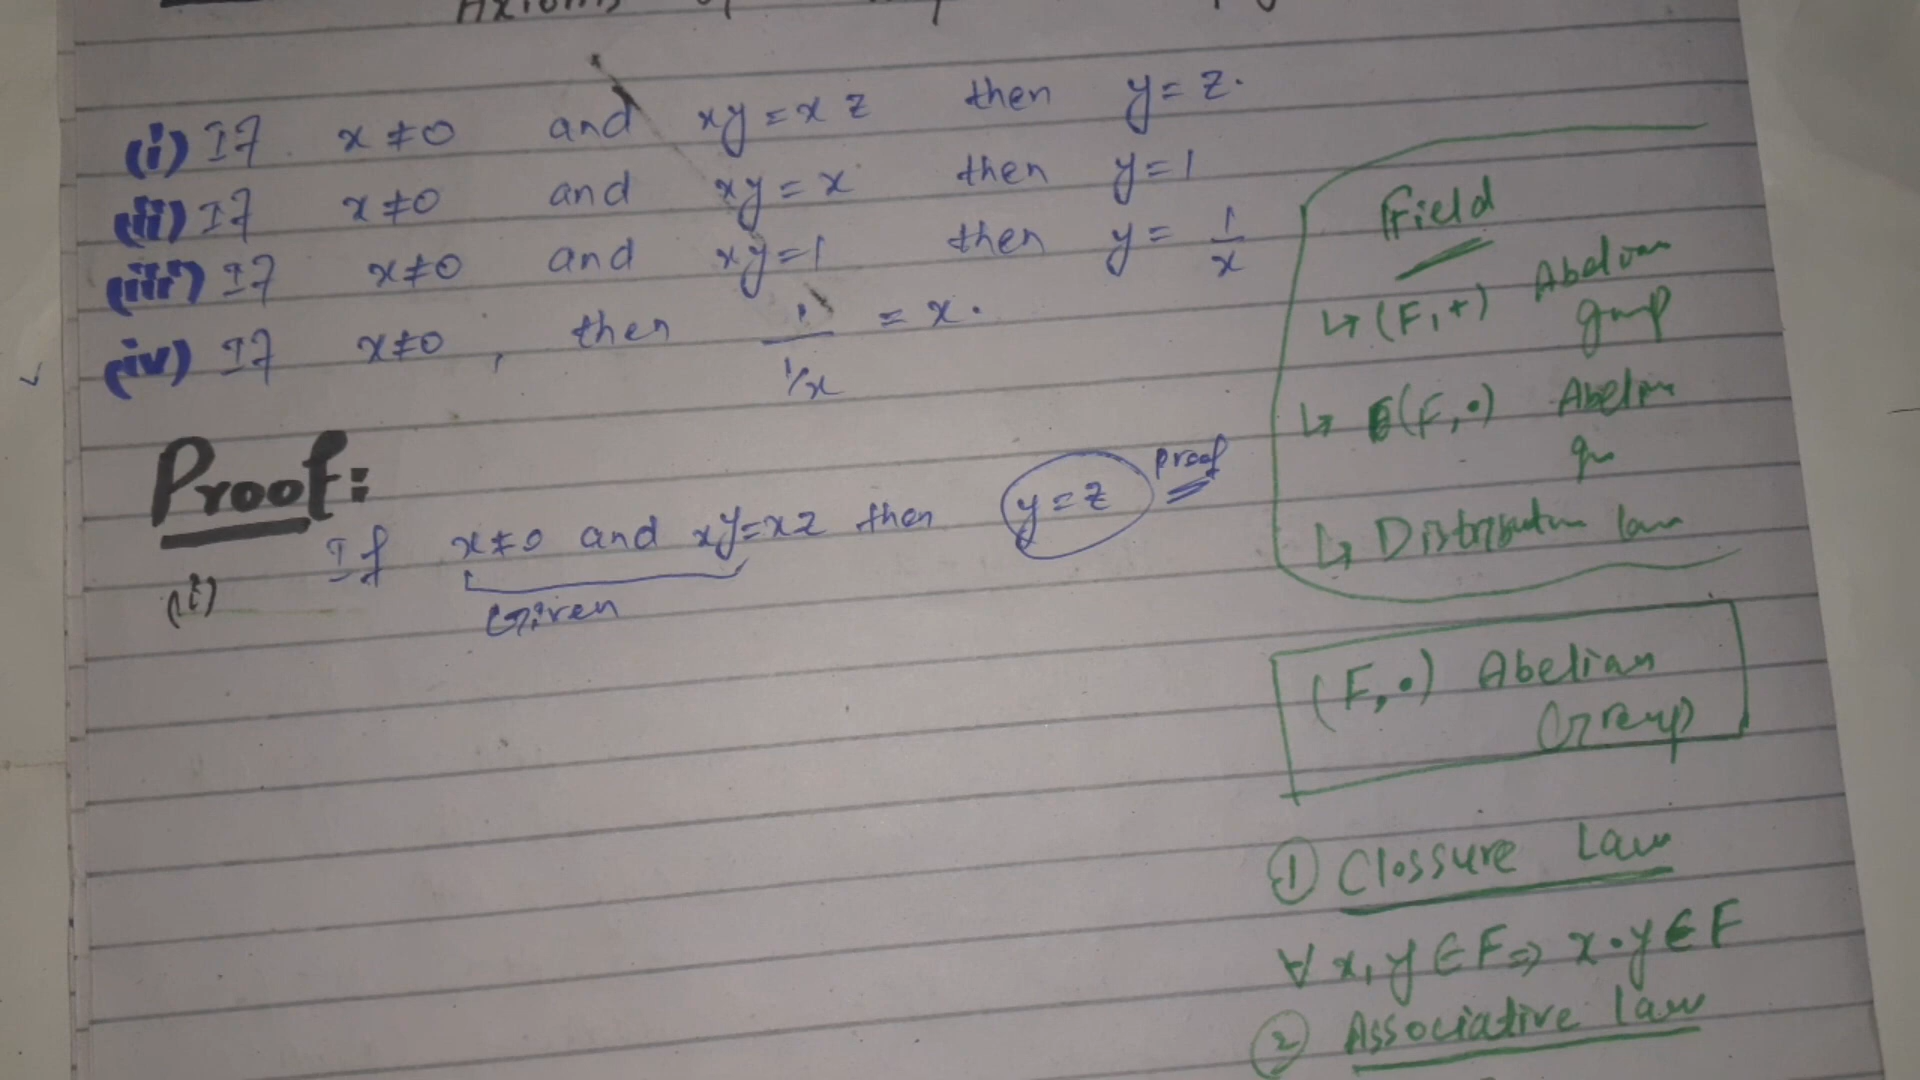 Axioms
(i) If x ≠ 0 and xy = xz then y = z.
(ii) If x ≠ 0 and xy = x then y = 1
(iii) If x ≠ 0 and xy = 1 then y = 1/x
(iv) If x ≠ 0, then 1/(1/x) = x.
Proof:
(i) If x ≠ 0 and xy = xz then y = z proof
Given
Field
↳ (F, +) Abelian group
↳ (F, •) Abelian
↳ Distributive law
(F, •) Abelian
Group
① Clossure Law
∀ x, y ∈ F ⇒ x • y ∈ F
② Associative law